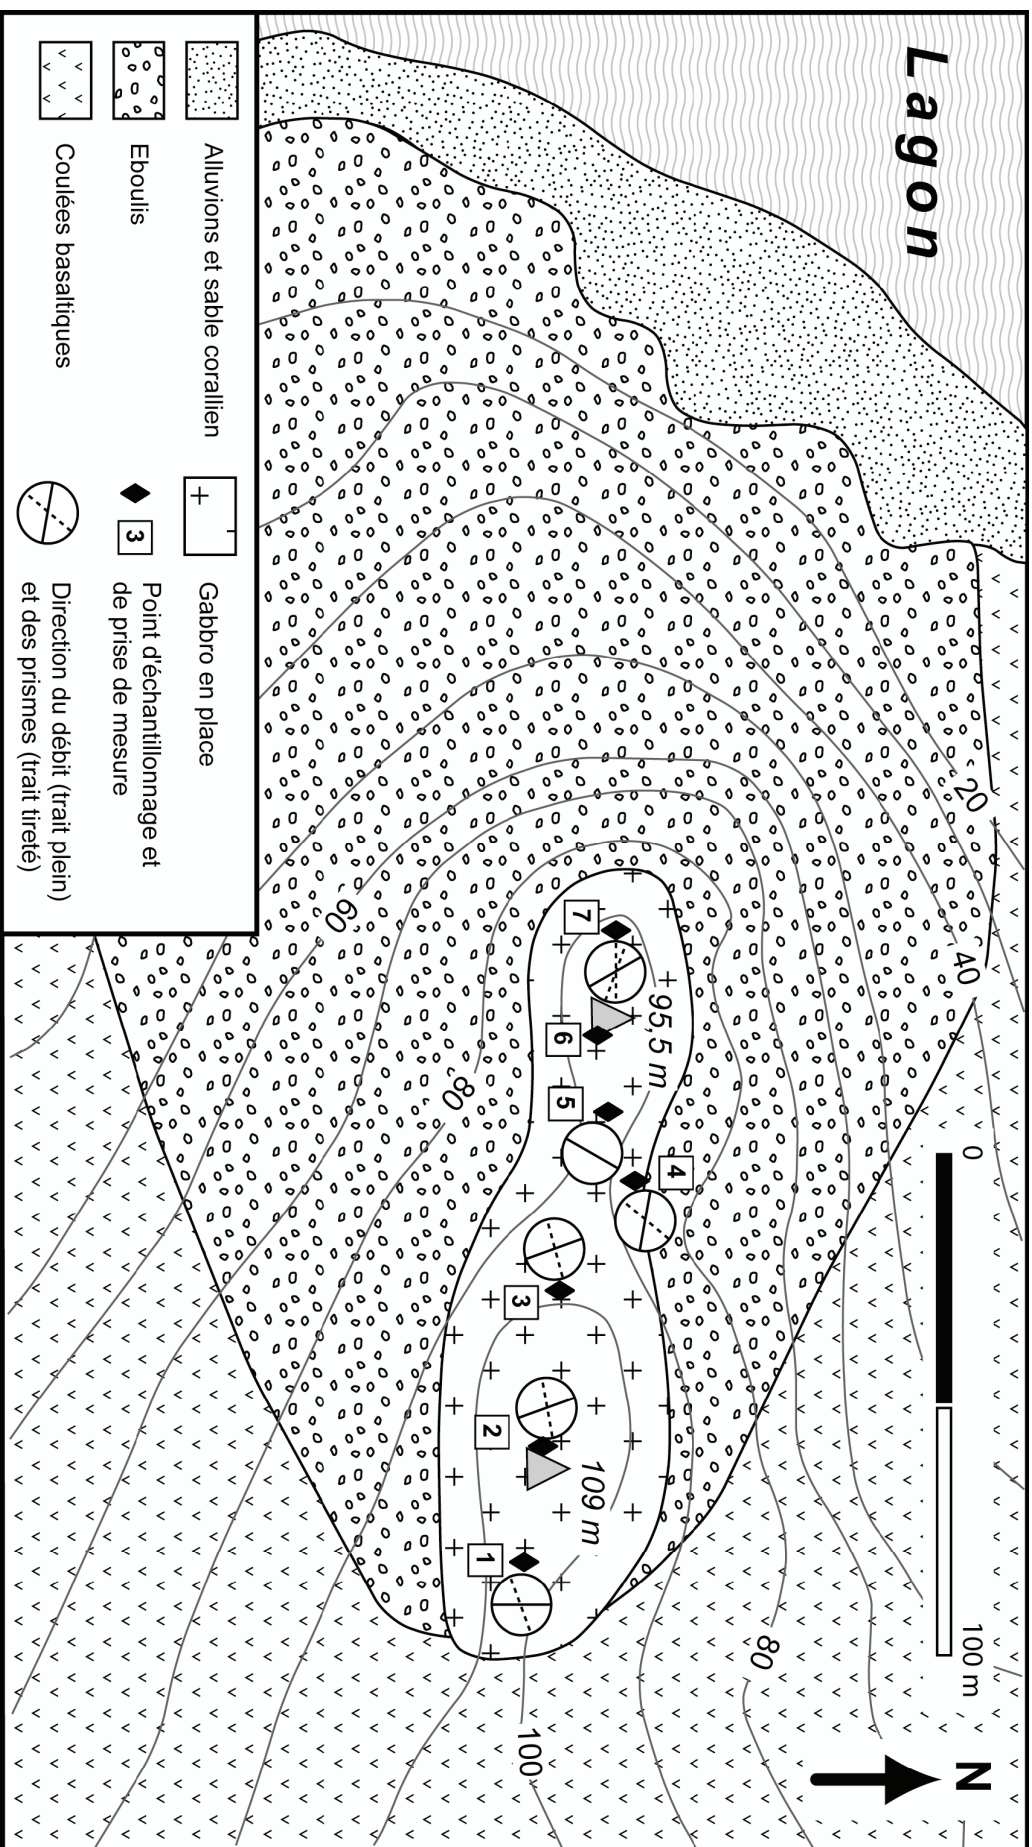 Lagon
0
100 m
N
20
40
60
80
80
100
95,5 m
109 m
7
6
5
4
3
2
1
Alluvions et sable corallien
Eboulis
Coulées basaltiques
Gabbro en place
3
Point d'échantillonnage et
de prise de mesure
Direction du débit (trait plein)
et des prismes (trait tireté)